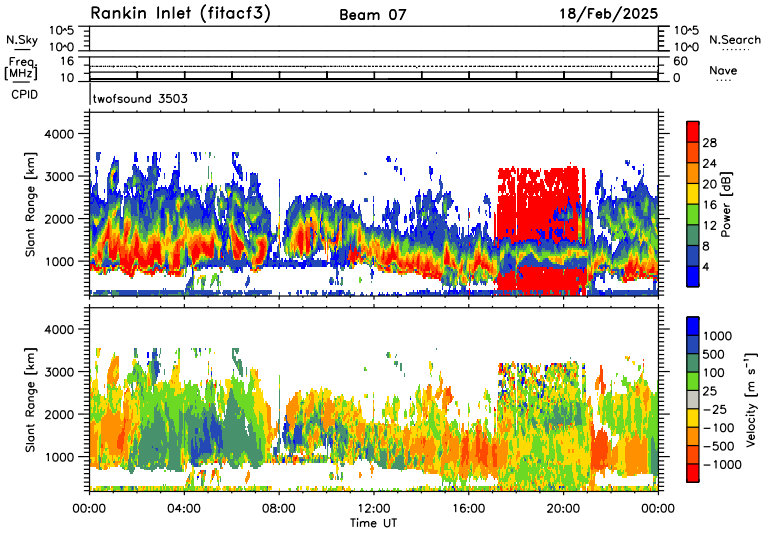 Rankin Inlet (fitacf3) Beam 07 18/Feb/2025
10^5 10^5
N.Sky N.Search
10^0 10^0
Freq. 16 60
[MHz] Nave
10 0
CPID
twofsound 3503
4000
3000
2000
1000
Slant Range [km]
28
24
20
16
12
8
4
Power [dB]
4000
3000
2000
1000
Slant Range [km]
1000
500
100
25
-25
-100
-500
-1000
Velocity [m s⁻¹]
00:00 04:00 08:00 12:00 16:00 20:00 00:00
Time UT